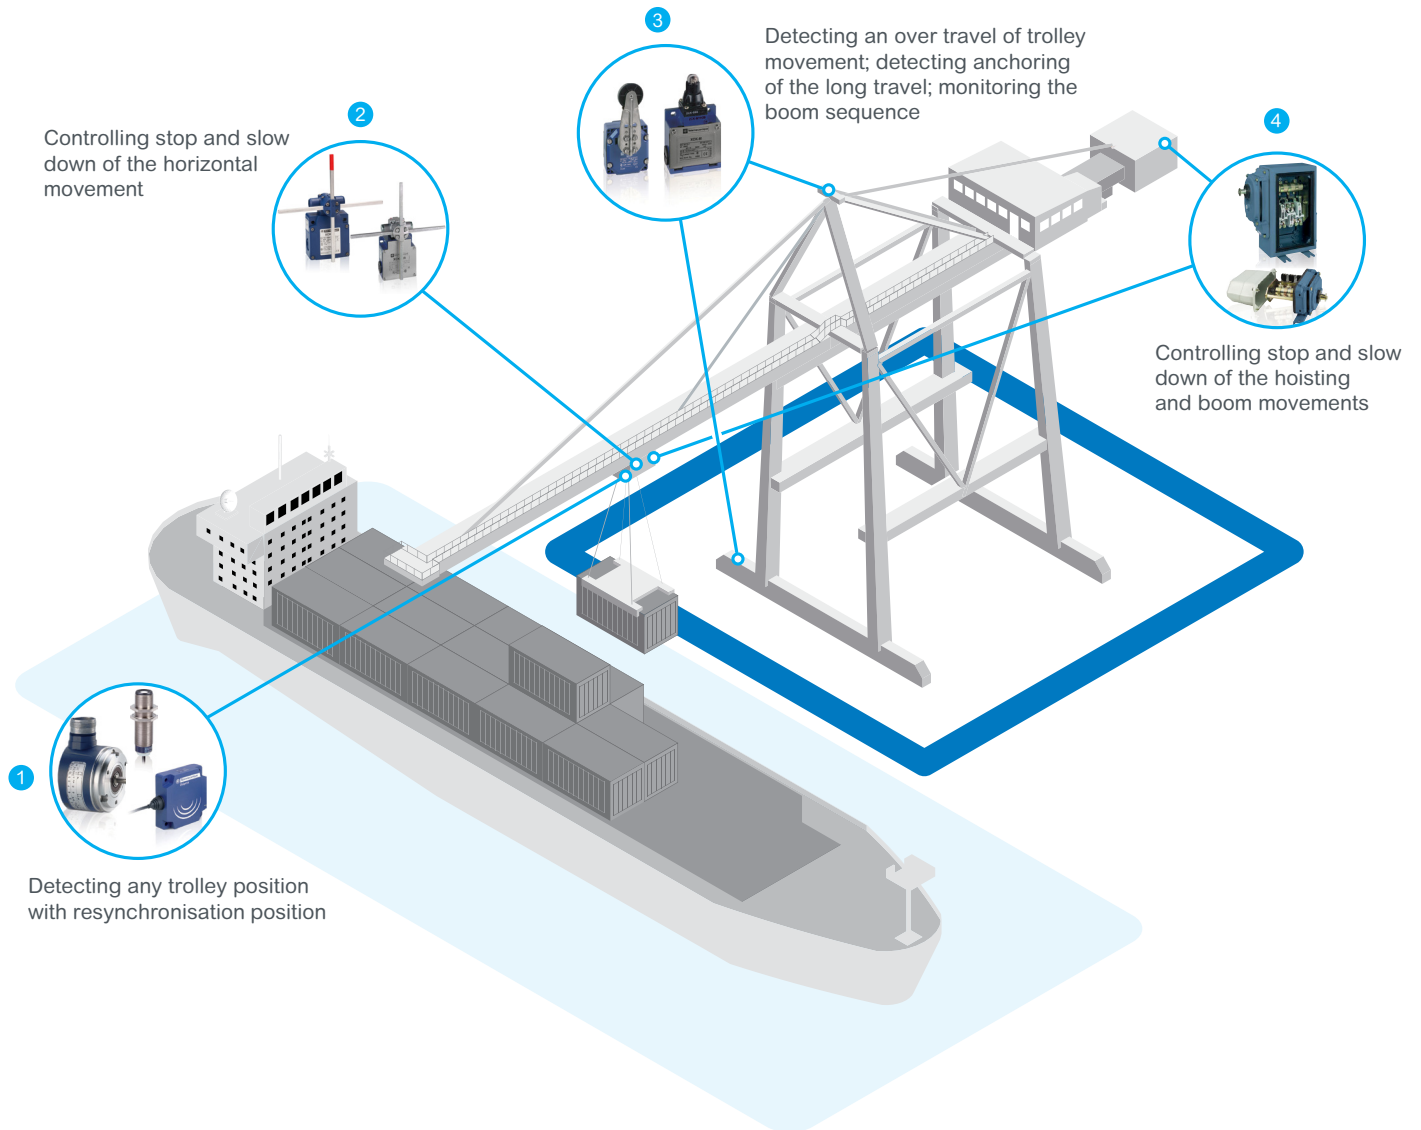 3
Detecting an over travel of trolley
movement; detecting anchoring
of the long travel; monitoring the
boom sequence
2
Controlling stop and slow
down of the horizontal
movement
4
Controlling stop and slow
down of the hoisting
and boom movements
1
Detecting any trolley position
with resynchronisation position